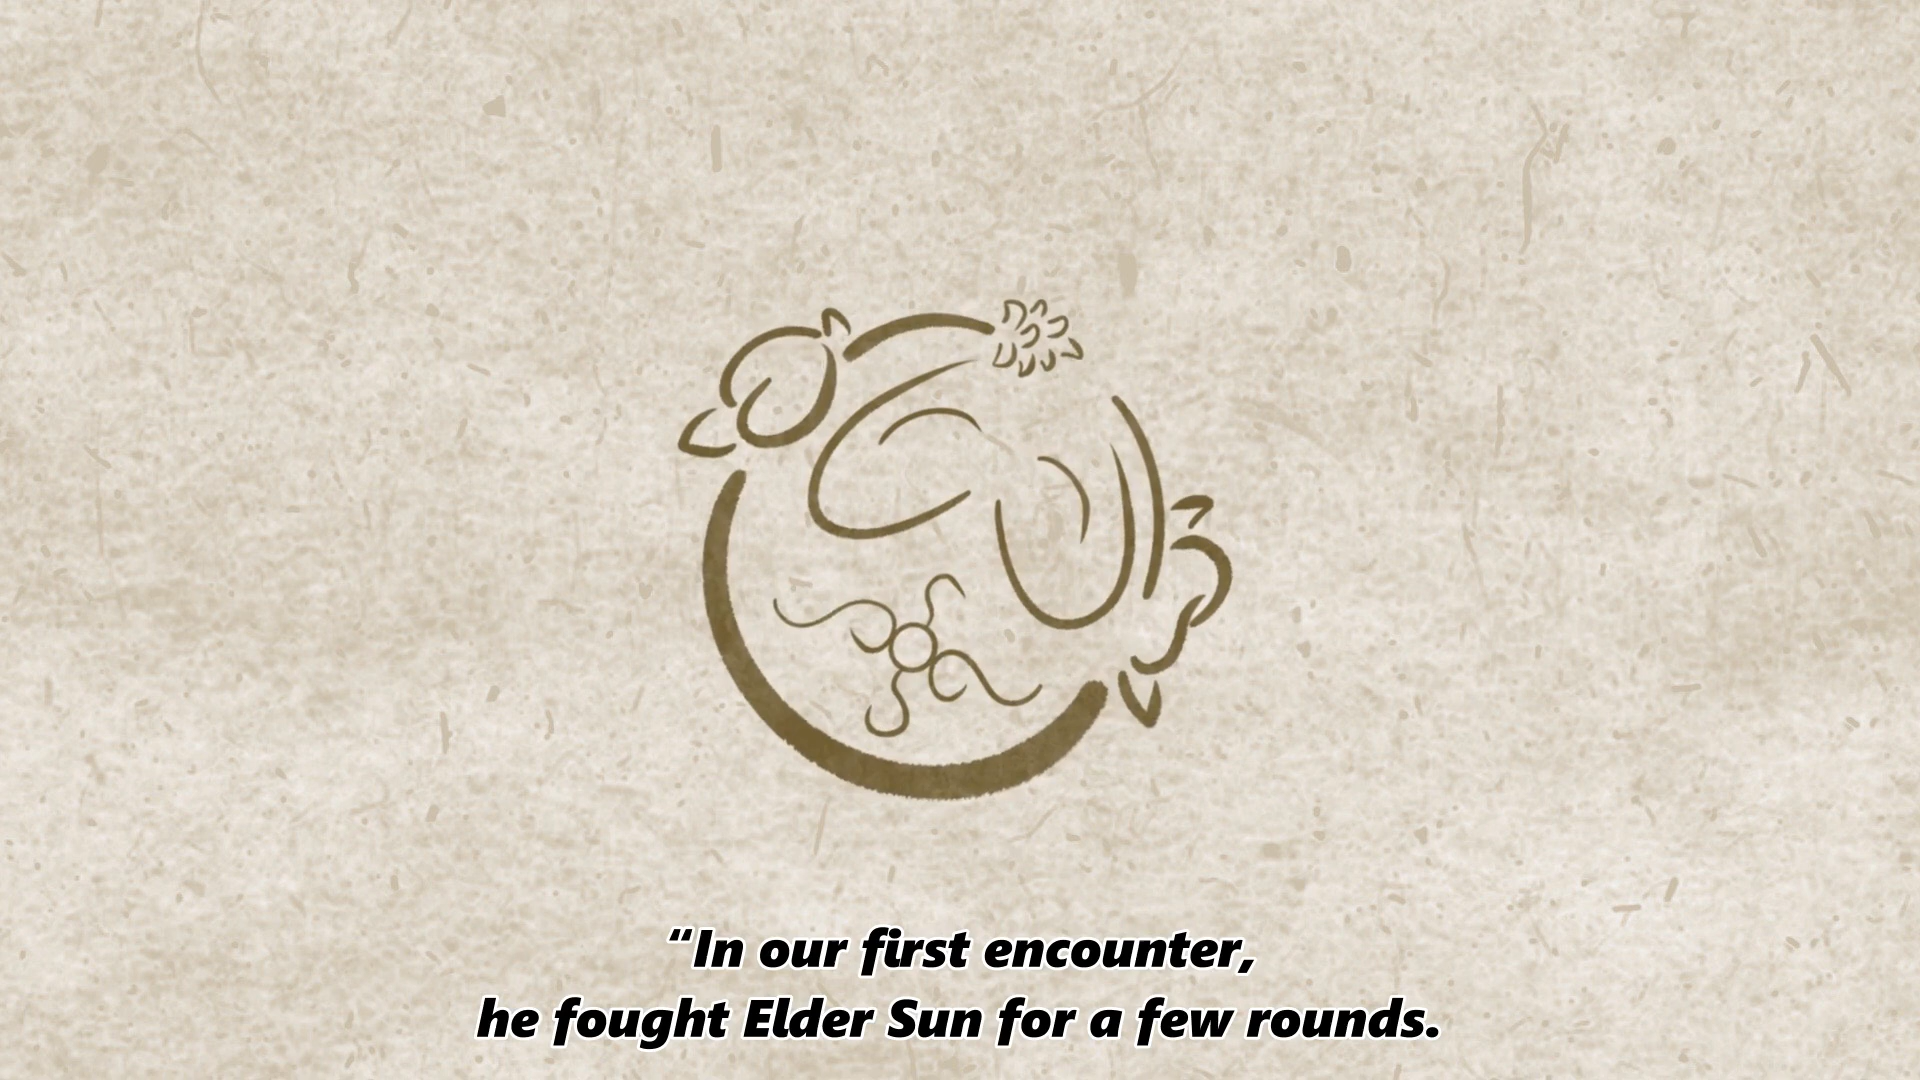 “In our first encounter,
he fought Elder Sun for a few rounds.